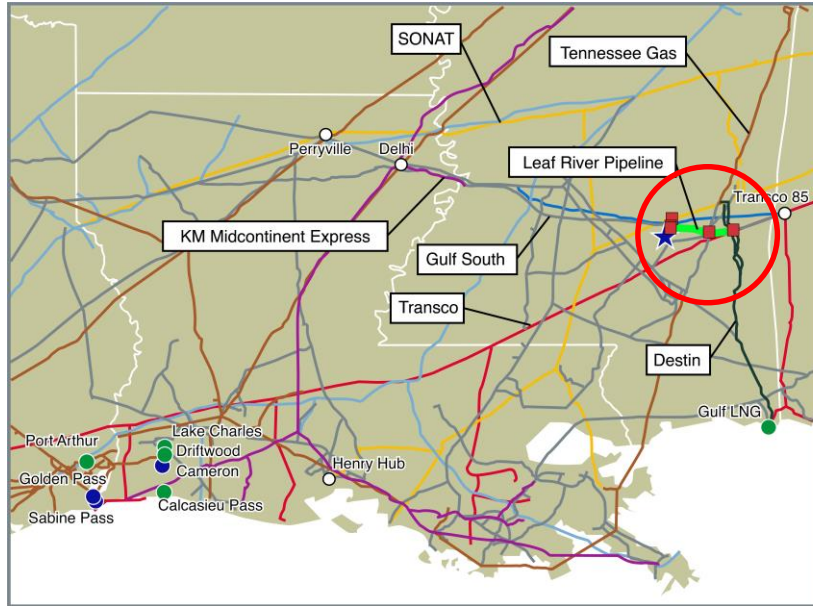 SONAT
Tennessee Gas
Perryville
Delhi
Leaf River Pipeline
Transco 85
KM Midcontinent Express
Gulf South
Transco
Destin
Gulf LNG
Lake Charles
Port Arthur
Driftwood
Golden Pass
Cameron
Henry Hub
Sabine Pass
Calcasieu Pass